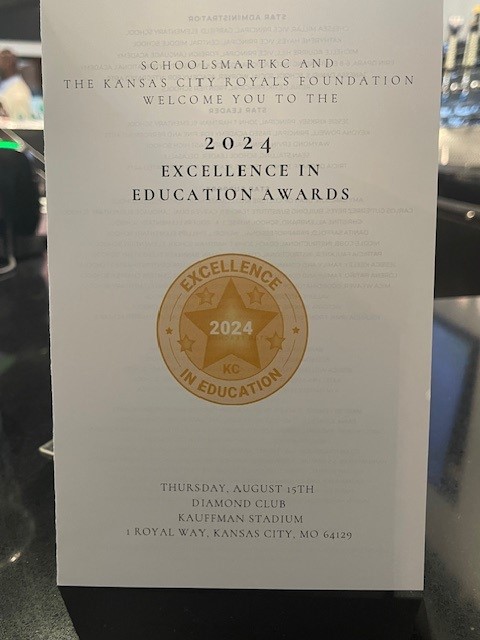 SCHOOLSMARTKC AND
THE KANSAS CITY ROYALS FOUNDATION
WELCOME YOU TO THE
2024
EXCELLENCE IN
EDUCATION AWARDS
EXCELLENCE
2024
KC
IN EDUCATION
THURSDAY, AUGUST 15TH
DIAMOND CLUB
KAUFFMAN STADIUM
1 ROYAL WAY, KANSAS CITY, MO 64129